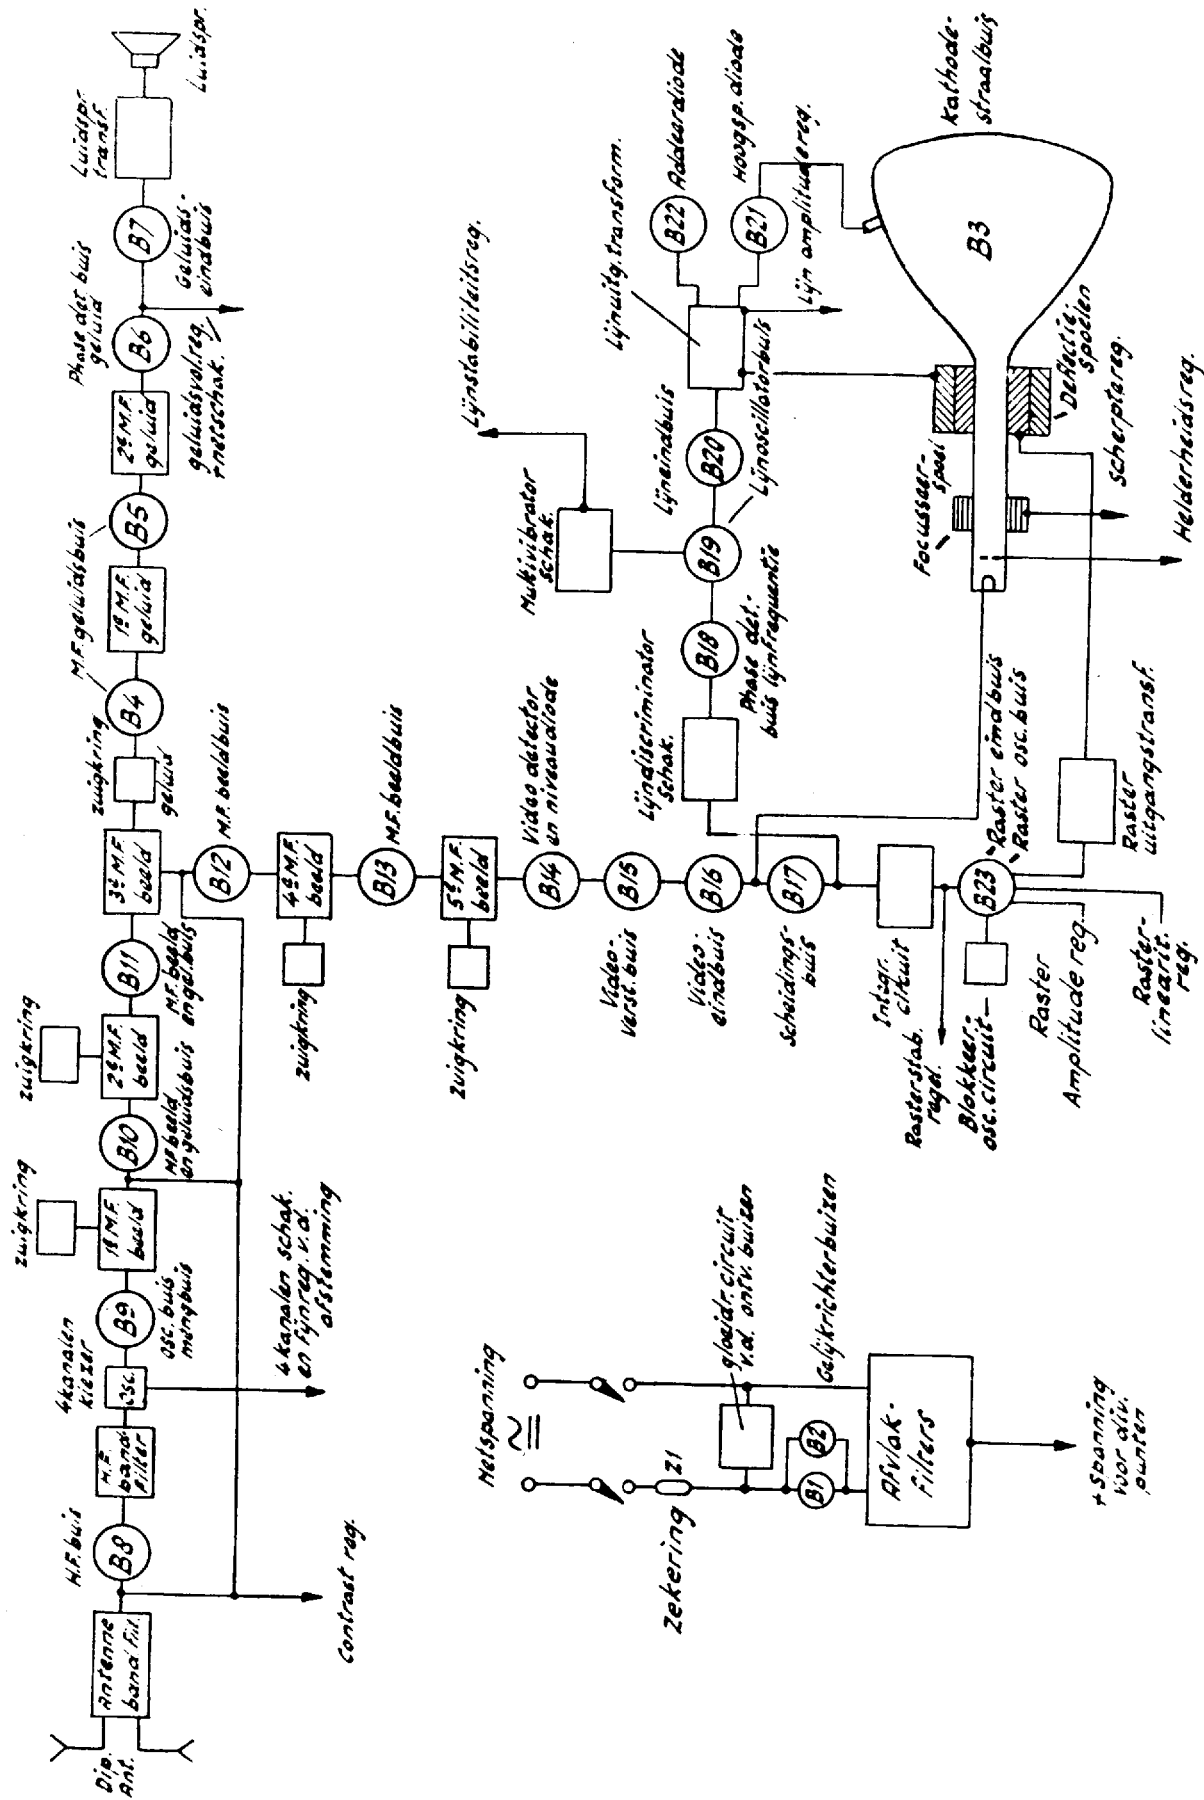 Dip.
Ant.
Antenne
band Fil.
H.F. buis
B8
H.F.
band
filter
4 kanalen
kiezer
osc.
B9
osc. buis
mengbuis
zuigkring
1e M.F.
beeld
B10
MF beeld
en geluidsbuis
zuigkring
2e M.F.
beeld
B11
M.F. beeld
en gel. buis
3e M.F.
beeld
zuigkring
geluid
B4
M.F. geluidsbuis
1e M.F.
geluid
B5
2e M.F.
geluid
Phase det buis
geluid
B6
geluidsvol. reg.
+ netschak.
B7
Geluids-
eindbuis
Luidspr.
transf.
Luidspr.
Contrast reg.
4 kanalen schak.
en Fijnreg. v.d.
afstemming
B12
M.F. beeldbuis
4e M.F.
beeld
zuigkring
B13
M.F. beeldbuis
5e M.F.
beeld
zuigkring
B14
Video detector
en niveaudiode
B15
Video-
verst. buis
B16
Video
eindbuis
B17
Scheidings-
buis
Lijndiscriminator
Schak.
B18
Phase det.-
buis lijnfrequentie
Multivibrator
schak.
Lijnstabiliteitsreg.
B19
Lijnoscillatorbuis
Lijneindbuis
B20
Lijnuitg. transform.
B22
Addeerdiode
B21
Hoogsp. diode
Lijn amplitudereg.
Kathode-
straalbuis
B3
Deflectie-
spoelen
Focusseer-
spoel
Scherptereg.
Helderheidsreg.
Integr.
circuit
Rasterstab.
regel.
B23
Raster eindbuis
Raster osc. buis
Blokkeer-
osc. circuit
Raster
Amplitude reg.
Raster-
linearit.-
reg.
Raster
uitgangstransf.
Netspanning
Zekering
Z1
gloeidr. circuit
v.d. ontv. buizen
B1
B2
Gelijkrichterbuizen
Afvlak-
Filters
+ Spanning
voor div.
punten